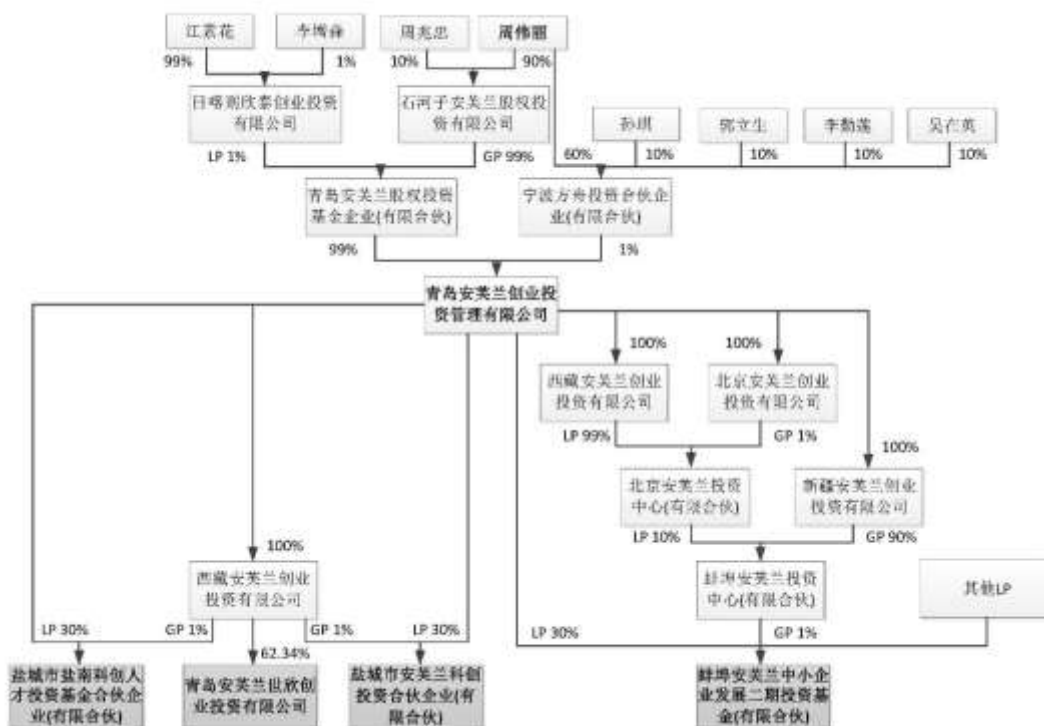 周兆忠
周伟丽
99%
1%
10%
90%
日喀则欣泰创业投资
有限公司
石河子安芙兰股权投
资有限公司
孙琪
郭立生
李勤莲
吴在英
LP 1%
GP 99%
60%
10%
10%
10%
10%
青岛安芙兰股权投资
基金企业(有限合伙)
宁波方舟投资合伙企
业(有限合伙)
99%
1%
青岛安芙兰创业投
资管理有限公司
100%
100%
西藏安芙兰创业
投资有限公司
北京安芙兰创业
投资有限公司
LP 99%
GP 1%
100%
北京安芙兰投资
中心(有限合伙)
新疆安芙兰创业
投资有限公司
LP 10%
GP 90%
100%
西藏安芙兰创业
投资有限公司
蚌埠安芙兰投资
中心(有限合伙)
其他LP
LP 30%
GP 1%
GP 1%
LP 30%
LP 30%
GP 1%
62.34%
盐城市盐南科创人
才投资基金合伙企
业(有限合伙)
青岛安芙兰世欣创
业投资有限公司
盐城市安芙兰科创
投资合伙企业(有
限合伙)
蚌埠安芙兰中小企
业发展二期投资基
金(有限合伙)